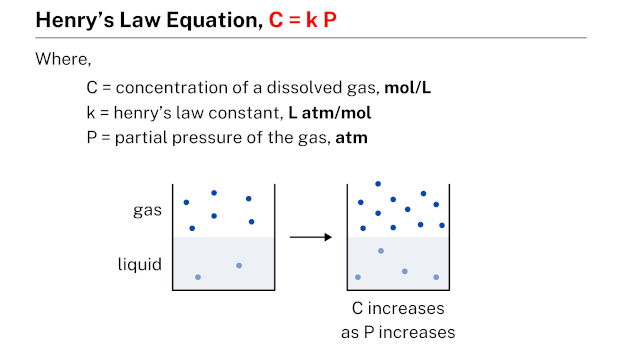 Henry’s Law Equation, C = k P
Where,
C = concentration of a dissolved gas, mol/L
k = henry’s law constant, L atm/mol
P = partial pressure of the gas, atm
gas
liquid
C increases
as P increases